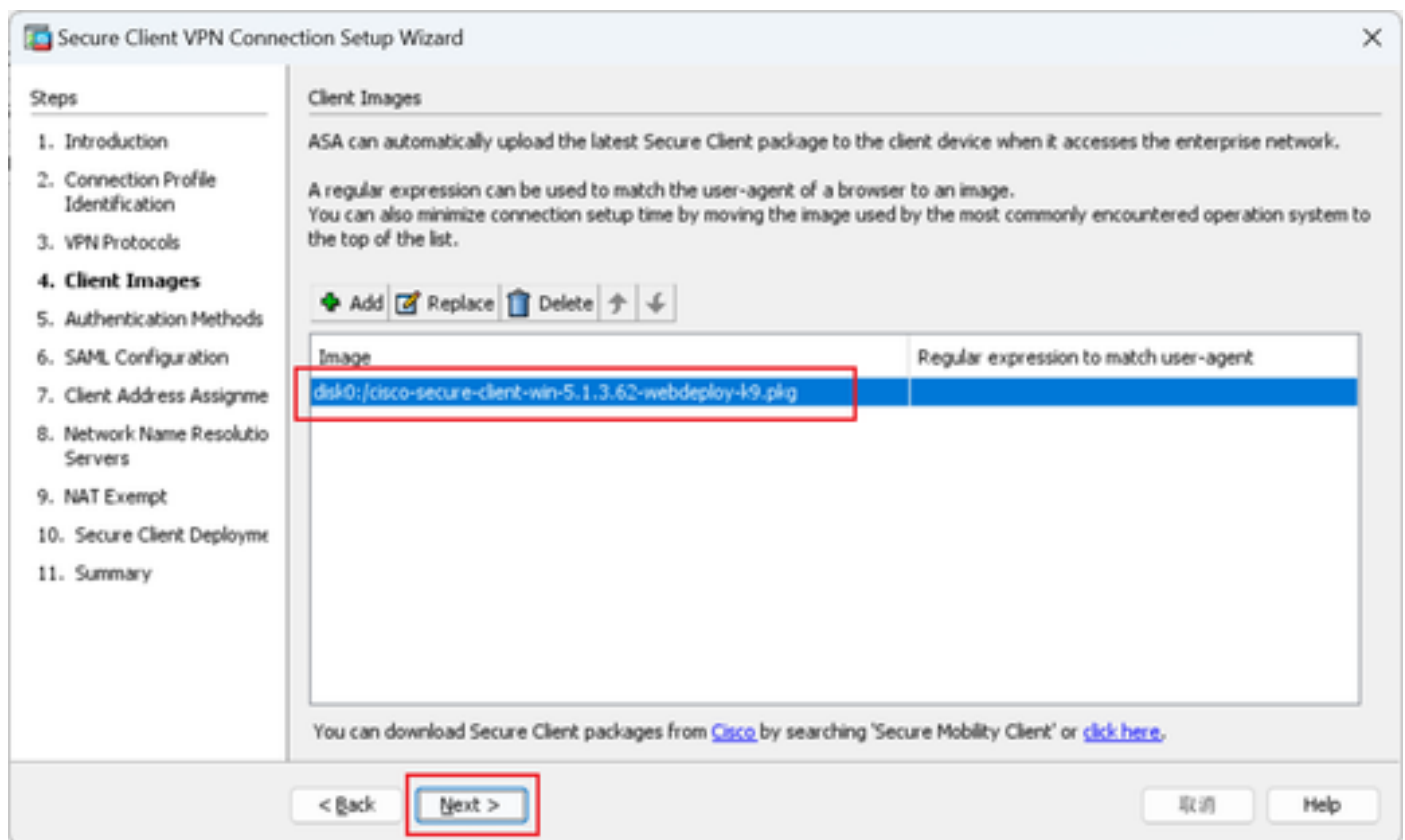 Secure Client VPN Connection Setup Wizard
Steps
1. Introduction
2. Connection Profile
Identification
3. VPN Protocols
4. Client Images
5. Authentication Methods
6. SAML Configuration
7. Client Address Assignme
8. Network Name Resolutio
Servers
9. NAT Exempt
10. Secure Client Deployme
11. Summary
Client Images
ASA can automatically upload the latest Secure Client package to the client device when it accesses the enterprise network.
A regular expression can be used to match the user-agent of a browser to an image.
You can also minimize connection setup time by moving the image used by the most commonly encountered operation system to
the top of the list.
Add Replace Delete
Image Regular expression to match user-agent
disk0:/cisco-secure-client-win-5.1.3.62-webdeploy-k9.pkg
You can download Secure Client packages from Cisco by searching 'Secure Mobility Client' or click here.
< Back Next > 取消 Help